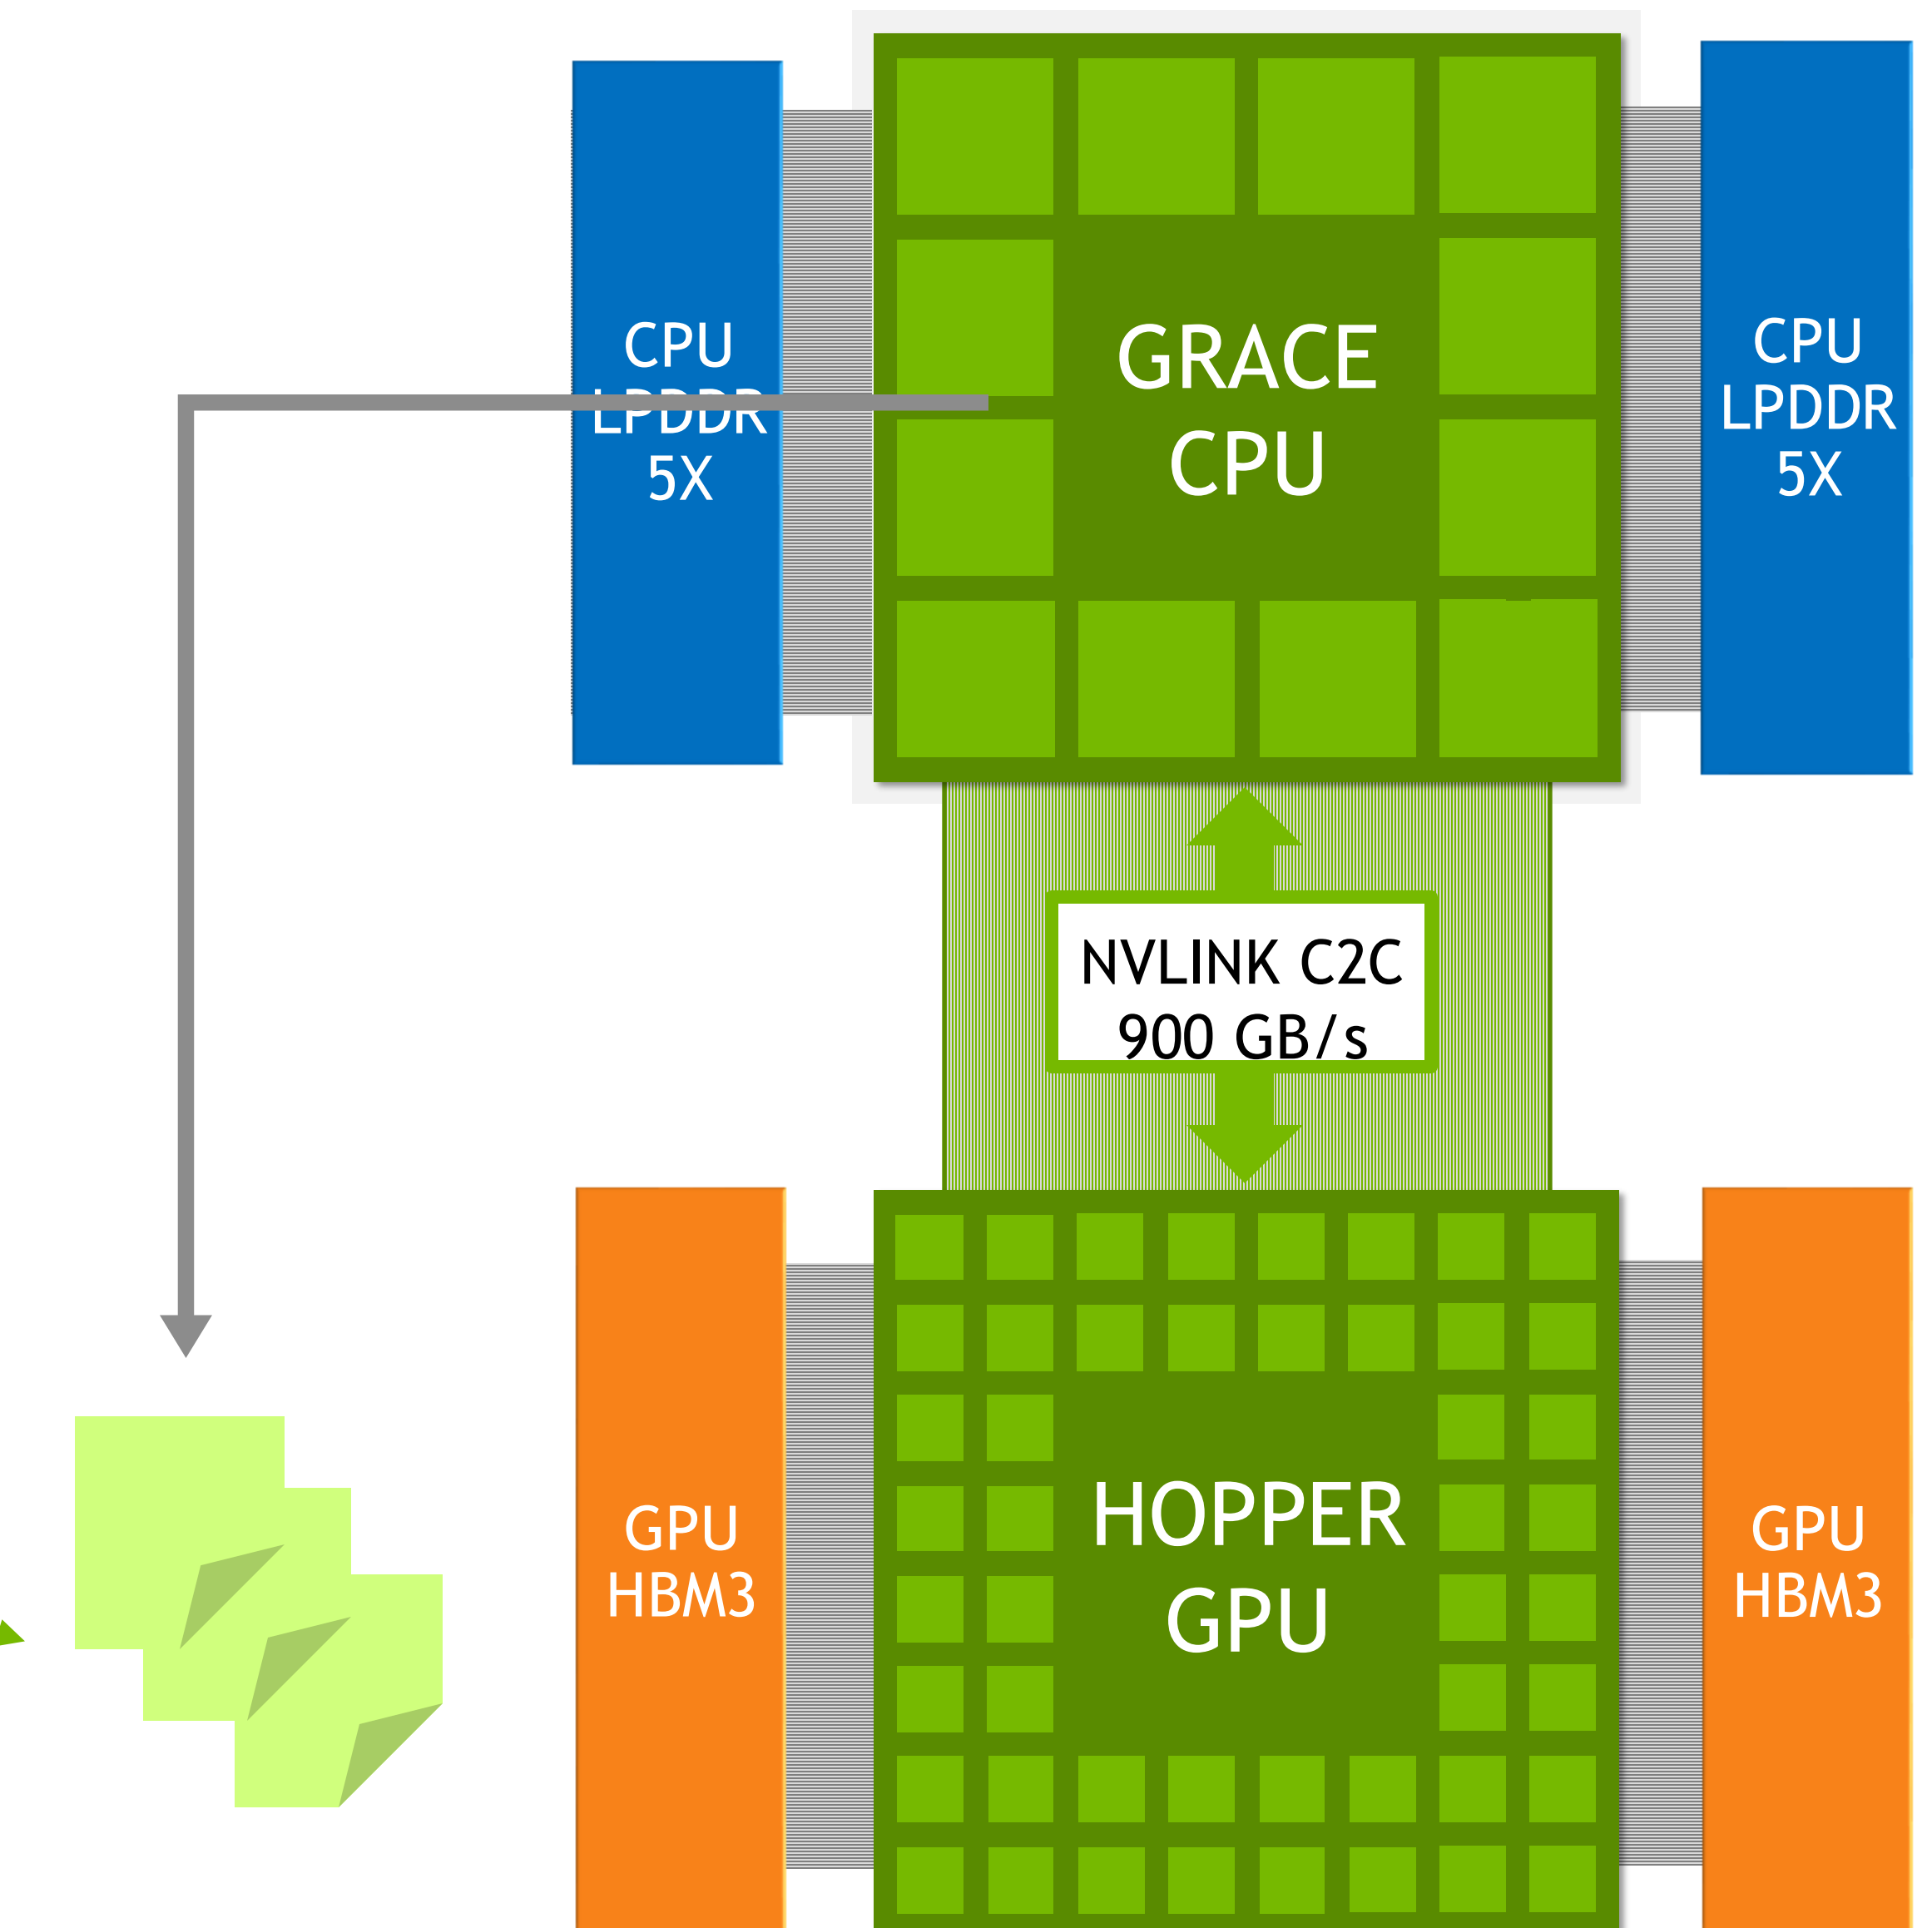 CPU
LPDDR
5X
GRACE
CPU
CPU
LPDDR
5X
NVLINK C2C
900 GB/s
GPU
HBM3
HOPPER
GPU
GPU
HBM3